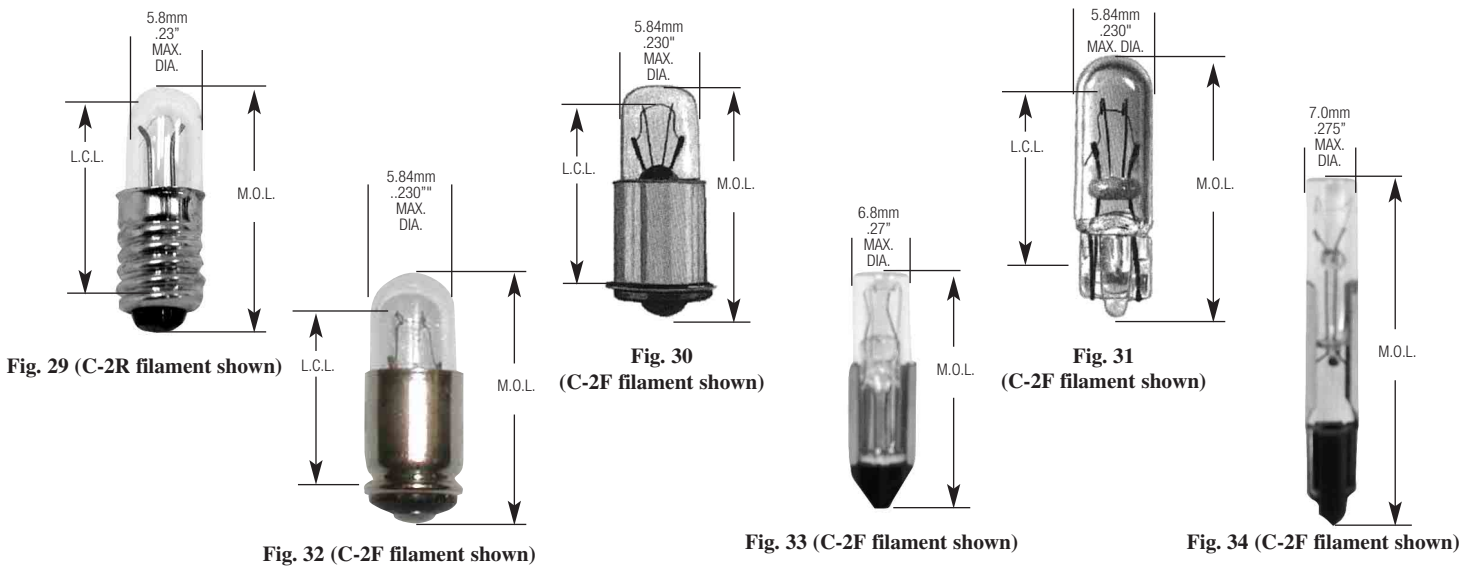 5.8mm
.23"
MAX.
DIA.
L.C.L.
M.O.L.
Fig. 29 (C-2R filament shown)
5.84mm
..230""
MAX.
DIA.
L.C.L.
M.O.L.
Fig. 32 (C-2F filament shown)
5.84mm
.230"
MAX.
DIA.
L.C.L.
M.O.L.
Fig. 30
(C-2F filament shown)
6.8mm
.27"
MAX.
DIA.
M.O.L.
Fig. 33 (C-2F filament shown)
5.84mm
.230"
MAX. DIA.
L.C.L.
M.O.L.
Fig. 31
(C-2F filament shown)
7.0mm
.275"
MAX.
DIA.
M.O.L.
Fig. 34 (C-2F filament shown)